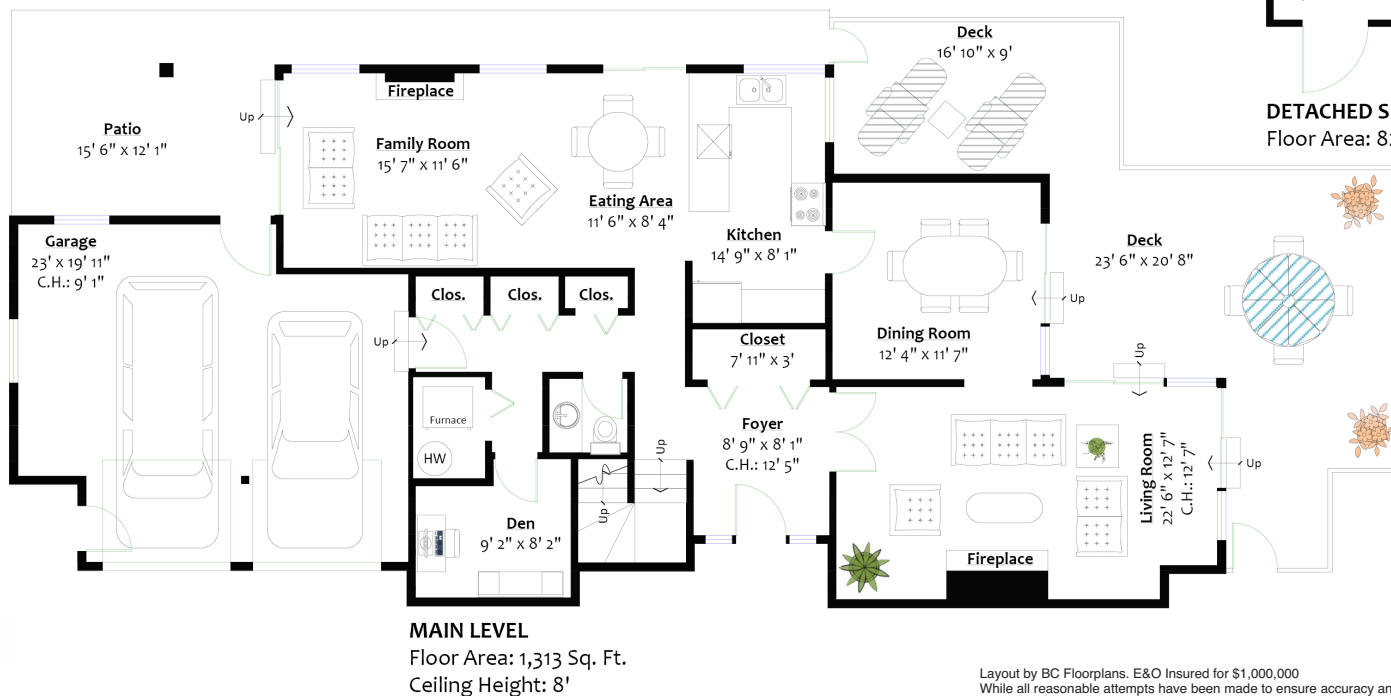 Deck
16' 10" x 9'
Fireplace
Up
Patio
15' 6" x 12' 1"
Family Room
15' 7" x 11' 6"
DETACHED S
Floor Area: 8
Eating Area
11' 6" x 8' 4"
Kitchen
14' 9" x 8' 1"
Garage
23' x 19' 11"
C.H.: 9' 1"
Deck
23' 6" x 20' 8"
Clos.
Clos.
Clos.
Up
Up
Dining Room
12' 4" x 11' 7"
Closet
7' 11" x 3'
Up
Furnace
HW
Foyer
8' 9" x 8' 1"
C.H.: 12' 5"
Up
Up
Living Room
22' 6" x 12' 7"
C.H.: 12' 7"
Up
Den
9' 2" x 8' 2"
Fireplace
MAIN LEVEL
Floor Area: 1,313 Sq. Ft.
Ceiling Height: 8'
Layout by BC Floorplans. E&O Insured for $1,000,000
While all reasonable attempts have been made to ensure accuracy an